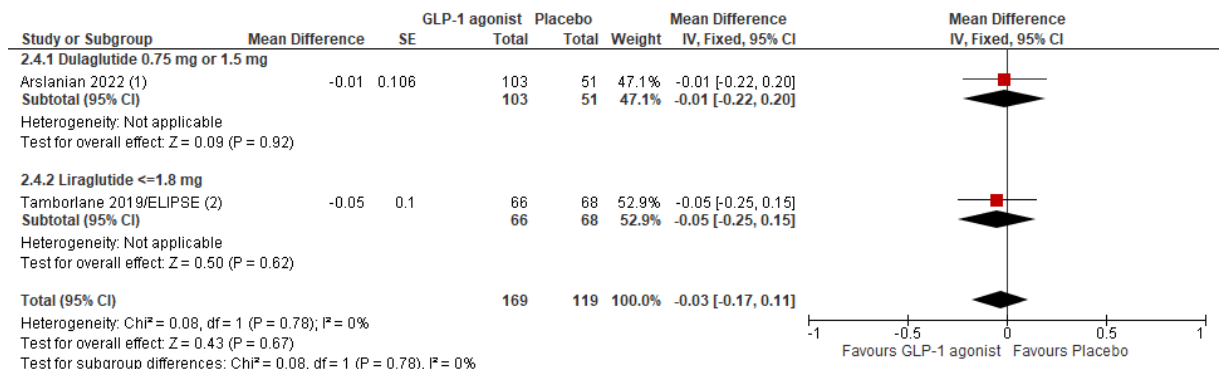 GLP-1 agonist Placebo Mean Difference Mean Difference
Study or Subgroup Mean Difference SE Total Total Weight IV, Fixed, 95% CI IV, Fixed, 95% CI
2.4.1 Dulaglutide 0.75 mg or 1.5 mg
Arslanian 2022 (1) -0.01 0.106 103 51 47.1% -0.01 [-0.22, 0.20]
Subtotal (95% CI) 103 51 47.1% -0.01 [-0.22, 0.20]
Heterogeneity: Not applicable
Test for overall effect: Z = 0.09 (P = 0.92)
2.4.2 Liraglutide <=1.8 mg
Tamborlane 2019/ELIPSE (2) -0.05 0.1 66 68 52.9% -0.05 [-0.25, 0.15]
Subtotal (95% CI) 66 68 52.9% -0.05 [-0.25, 0.15]
Heterogeneity: Not applicable
Test for overall effect: Z = 0.50 (P = 0.62)
Total (95% CI) 169 119 100.0% -0.03 [-0.17, 0.11]
Heterogeneity: Chi² = 0.08, df = 1 (P = 0.78); I² = 0%
Test for overall effect: Z = 0.43 (P = 0.67)
Test for subgroup differences: Chi² = 0.08, df = 1 (P = 0.78), I² = 0%
-1 -0.5 0 0.5 1
Favours GLP-1 agonist Favours Placebo